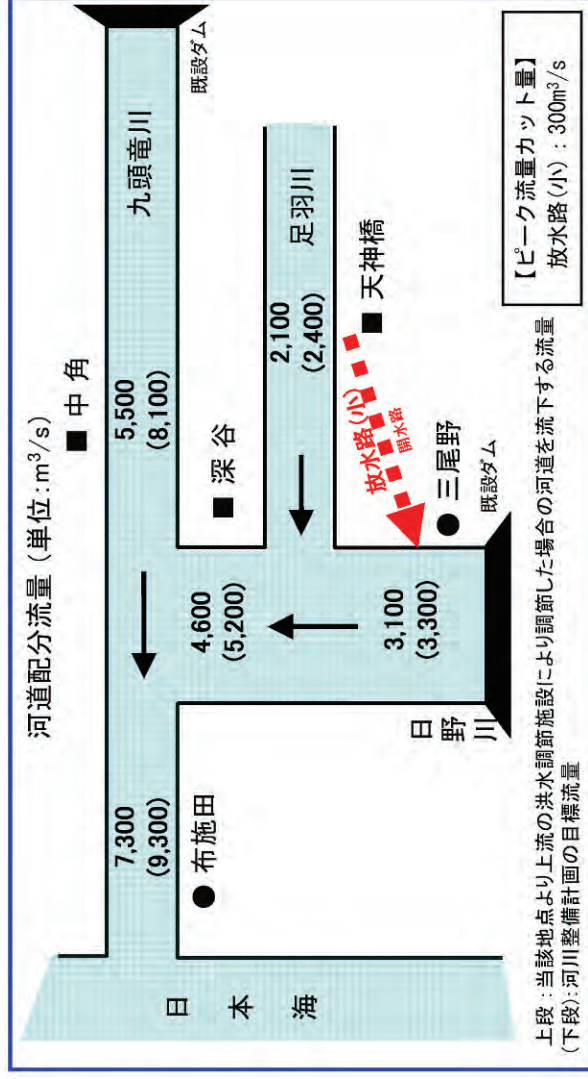 河道配分流量 (単位:m³/s)
■中角
既設ダム
九頭竜川
5,500
(8,100)
7,300
(9,300)
●布施田
日本海
■深谷
4,600
(5,200)
足羽川
2,100
(2,400)
■天神橋
放水路(小)
開水路
3,100
(3,300)
●三尾野
既設ダム
日野川
【ピーク流量カット量】
放水路(小):300m³/s
上段:当該地点より上流の洪水調節施設により調節した場合の河道を流下する流量
(下段):河川整備計画の目標流量